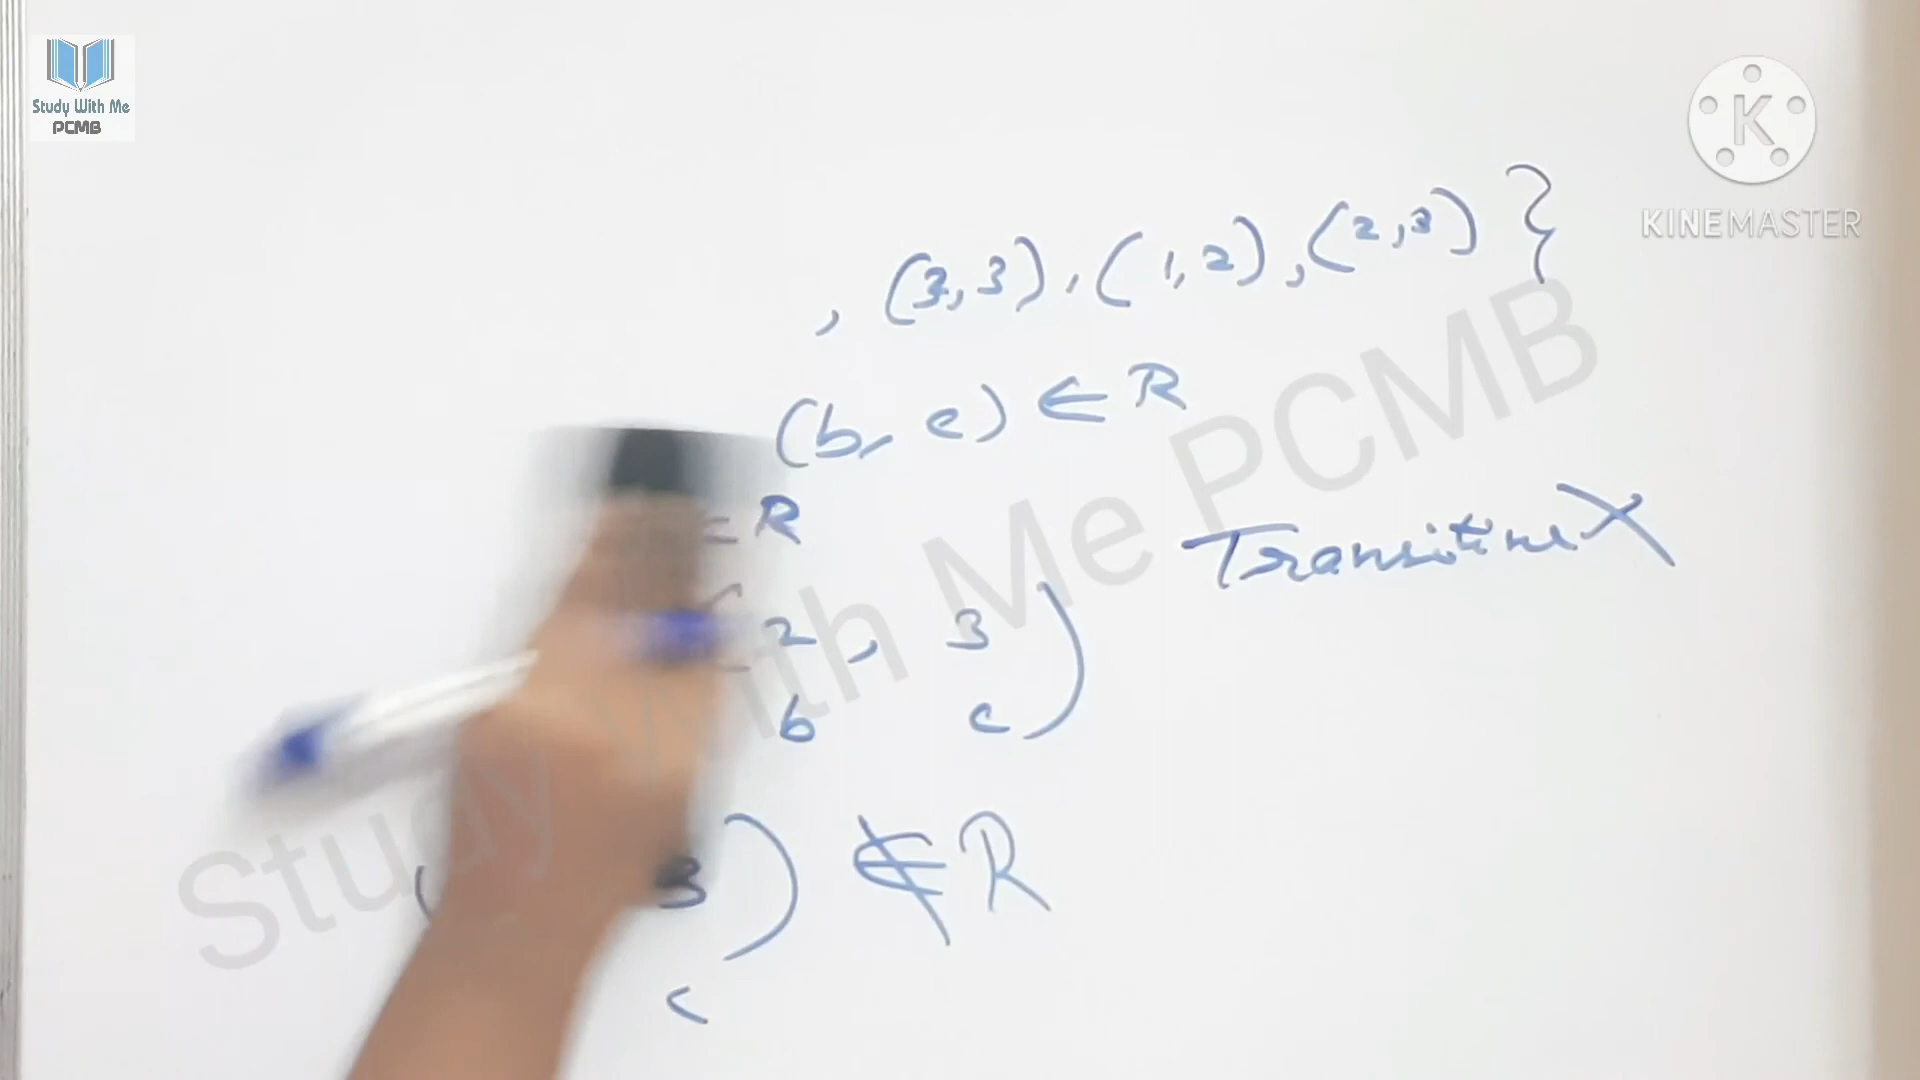 Study With Me
PCMB
K
KINEMASTER
, (3,3), (1,2), (2,3) }
(b, c) ∈ R
R
Transitive X
2 , 3 )
b c
3 ) ∉ R
c
Study With Me PCMB